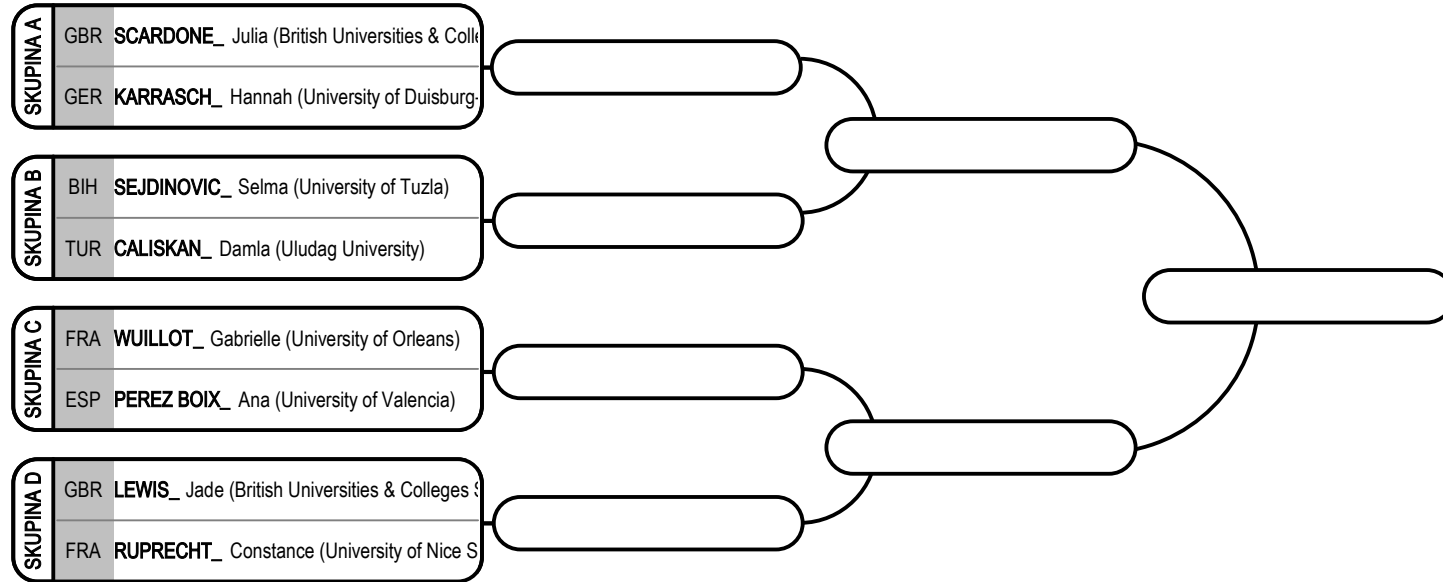 SKUPINA A
GBR SCARDONE_ Julia (British Universities & Coll
GER KARRASCH_ Hannah (University of Duisburg-
SKUPINA B
BIH SEJDINOVIC_ Selma (University of Tuzla)
TUR CALISKAN_ Damla (Uludag University)
SKUPINA C
FRA WUILLOT_ Gabrielle (University of Orleans)
ESP PEREZ BOIX_ Ana (University of Valencia)
SKUPINA D
GBR LEWIS_ Jade (British Universities & Colleges S
FRA RUPRECHT_ Constance (University of Nice S